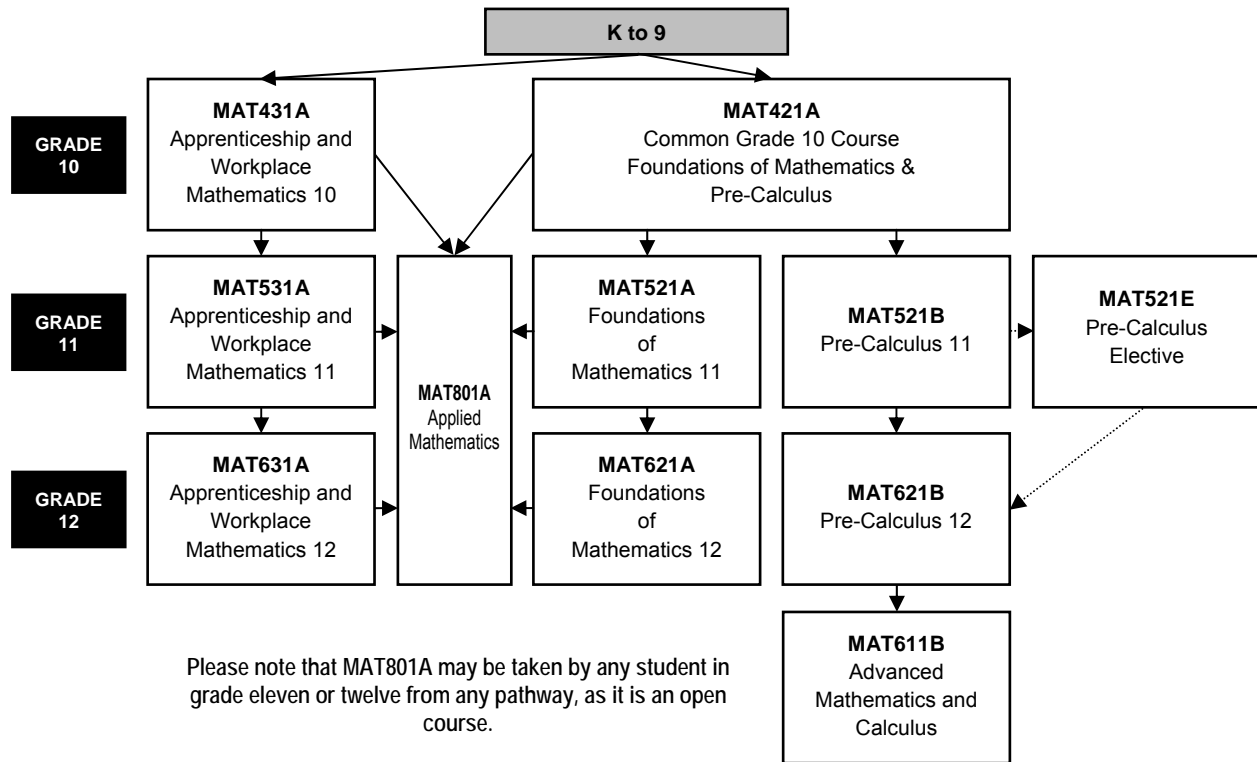 K to 9
GRADE
10
MAT431A
Apprenticeship and
Workplace
Mathematics 10
MAT421A
Common Grade 10 Course
Foundations of Mathematics &
Pre-Calculus
GRADE
11
MAT531A
Apprenticeship and
Workplace
Mathematics 11
MAT801A
Applied
Mathematics
MAT521A
Foundations
of
Mathematics 11
MAT521B
Pre-Calculus 11
MAT521E
Pre-Calculus
Elective
GRADE
12
MAT631A
Apprenticeship and
Workplace
Mathematics 12
MAT621A
Foundations
of
Mathematics 12
MAT621B
Pre-Calculus 12
MAT611B
Advanced
Mathematics and
Calculus
Please note that MAT801A may be taken by any student in
grade eleven or twelve from any pathway, as it is an open
course.